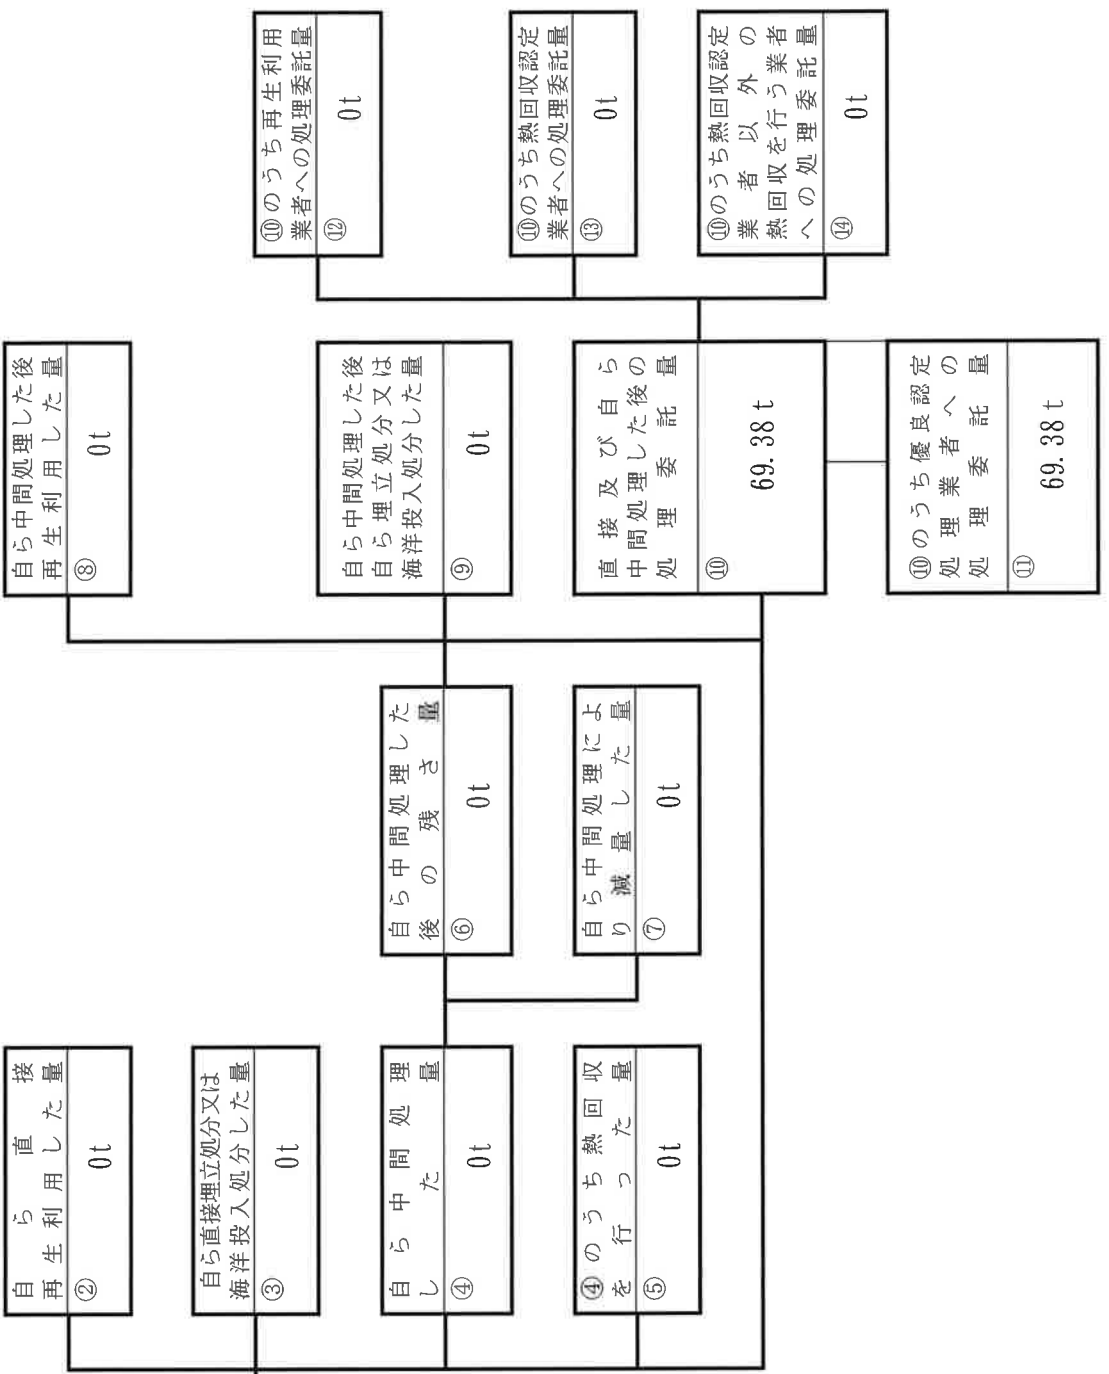 自ら直接
再生利用した量
② 0t
自ら直接埋立処分又は
海洋投入処分した量
③ 0t
自ら中間処理
した量
④ 0t
④のうち熱回収
を行った量
⑤ 0t
自ら中間処理した
後の残さ量
⑥ 0t
自ら中間処理によ
り減量した量
⑦ 0t
自ら中間処理した後
再生利用した量
⑧ 0t
自ら中間処理した後
自ら埋立処分又は
海洋投入処分した量
⑨ 0t
直接及び自ら
中間処理した後の
処理委託量
⑩ 69.38t
⑩のうち優良認定
処理業者への
処理委託量
⑪ 69.38t
⑩のうち再生利用
業者への処理委託量
⑫ 0t
⑩のうち熱回収認定
業者への処理委託量
⑬ 0t
⑩のうち熱回収認定
業者以外の
熱回収を行う業者
への処理委託量
⑭ 0t